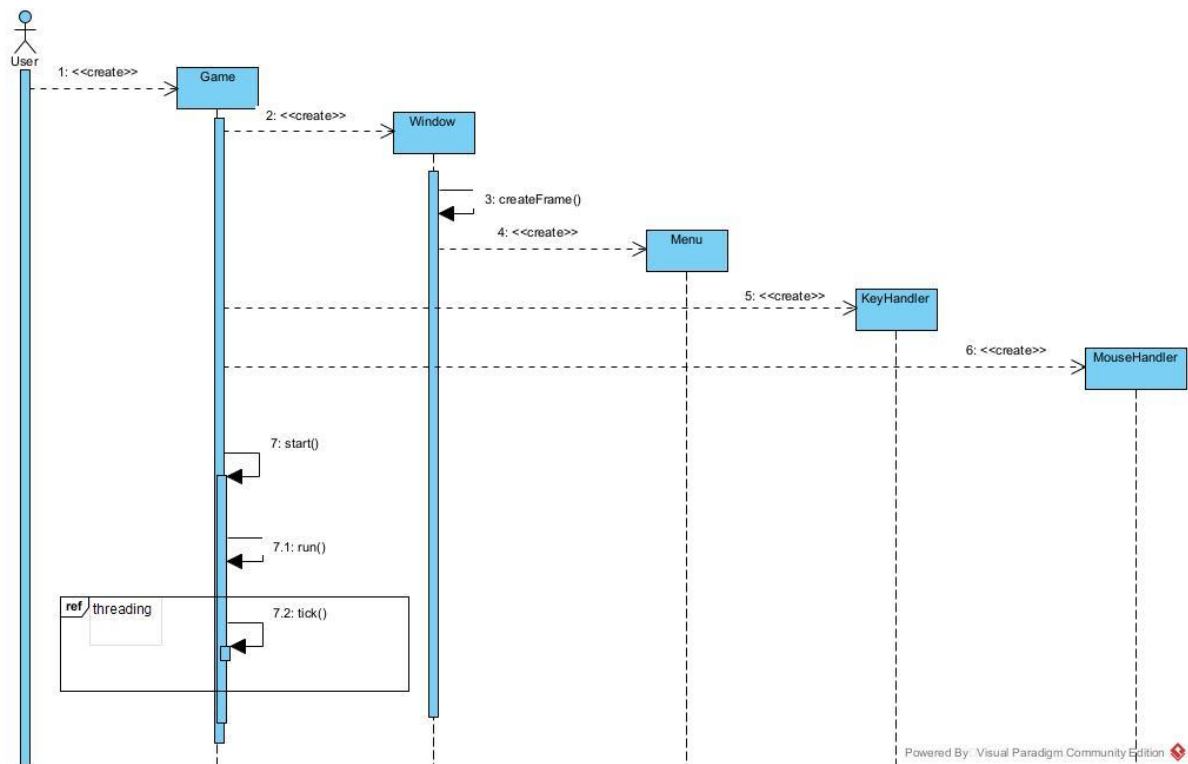 User
1: <<create>>
Game
2: <<create>>
Window
3: createFrame()
4: <<create>>
Menu
5: <<create>>
KeyHandler
6: <<create>>
MouseHandler
7: start()
7.1: run()
ref threading
7.2: tick()
Powered By: Visual Paradigm Community Edition